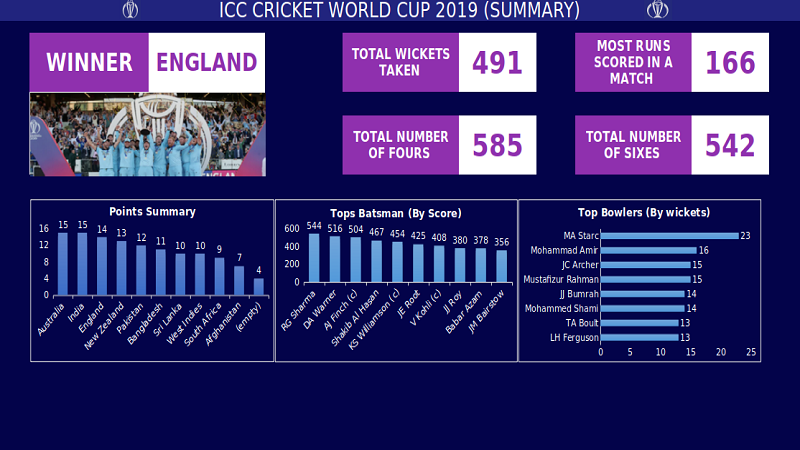 ICC CRICKET WORLD CUP 2019 (SUMMARY)
WINNER
ENGLAND
TOTAL WICKETS
TAKEN
491
MOST RUNS
SCORED IN A
MATCH
166
TOTAL NUMBER
OF FOURS
585
TOTAL NUMBER
OF SIXES
542
Points Summary
16
12
8
4
0
15
15
14
13
12
11
10
10
9
7
4
Australia
India
England
New Zealand
Pakistan
Bangladesh
Sri Lanka
West Indies
South Africa
Afghanistan
(empty)
Tops Batsman (By Score)
600
400
200
0
544
516
504
467
454
425
408
380
378
356
RG Sharma
DA Warner
AJ Finch (c)
Shakib Al Hasan
KS Williamson (c)
JE Root
V Kohli (c)
JJ Roy
Babar Azam
JM Bairstow
Top Bowlers (By wickets)
MA Starc 23
Mohammad Amir 16
JC Archer 15
Mustafizur Rahman 15
JJ Bumrah 14
Mohammed Shami 14
TA Boult 13
LH Ferguson 13
0 5 10 15 20 25